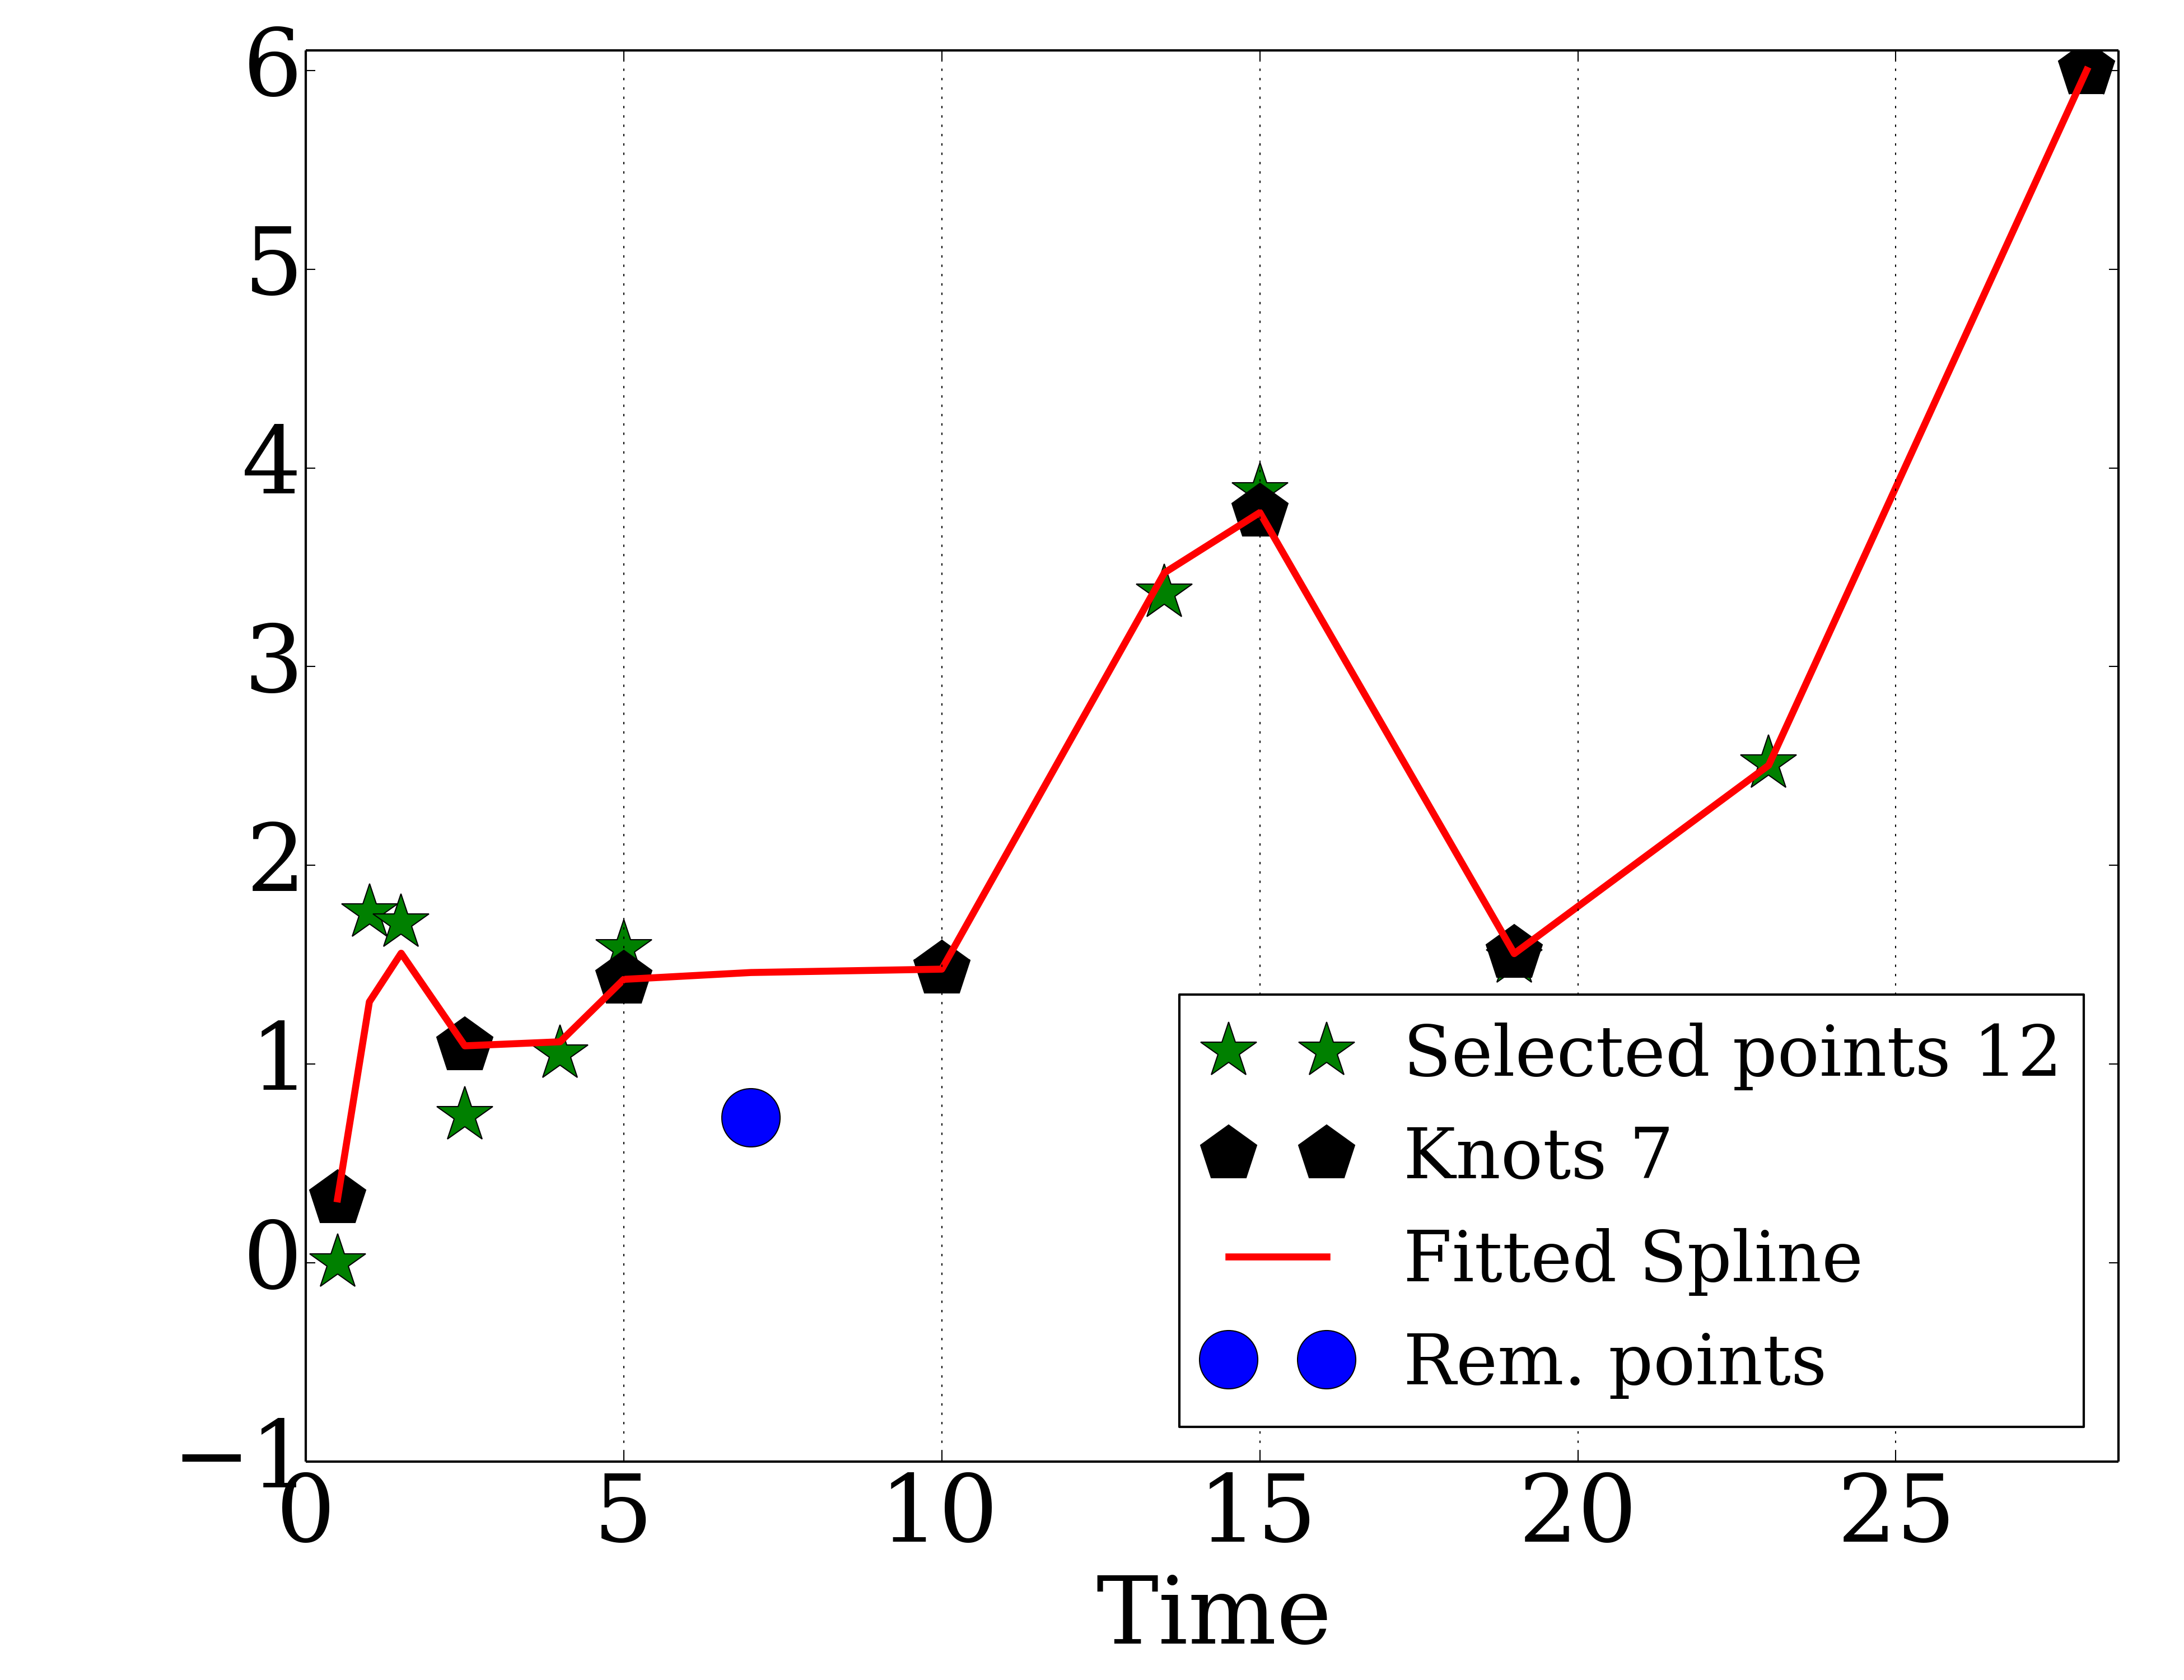 6
5
4
3
2
1
0
−1
0 5 10 15 20 25
Time
Selected points 12
Knots 7
Fitted Spline
Rem. points